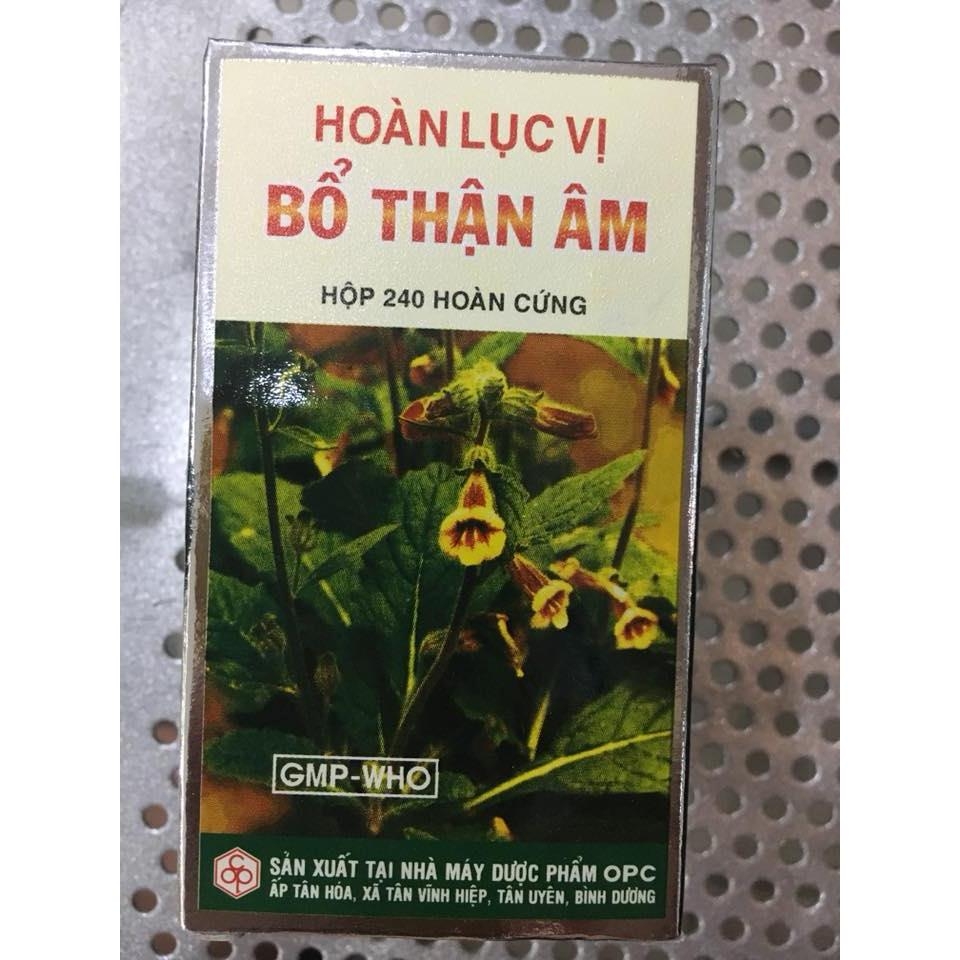 HOÀN LỤC VỊ
BỔ THẬN ÂM
HỘP 240 HOÀN CỨNG
GMP-WHO
OPC
SẢN XUẤT TẠI NHÀ MÁY DƯỢC PHẨM OPC
ẤP TÂN HÓA, XÃ TÂN VĨNH HIỆP, TÂN UYÊN, BÌNH DƯƠNG